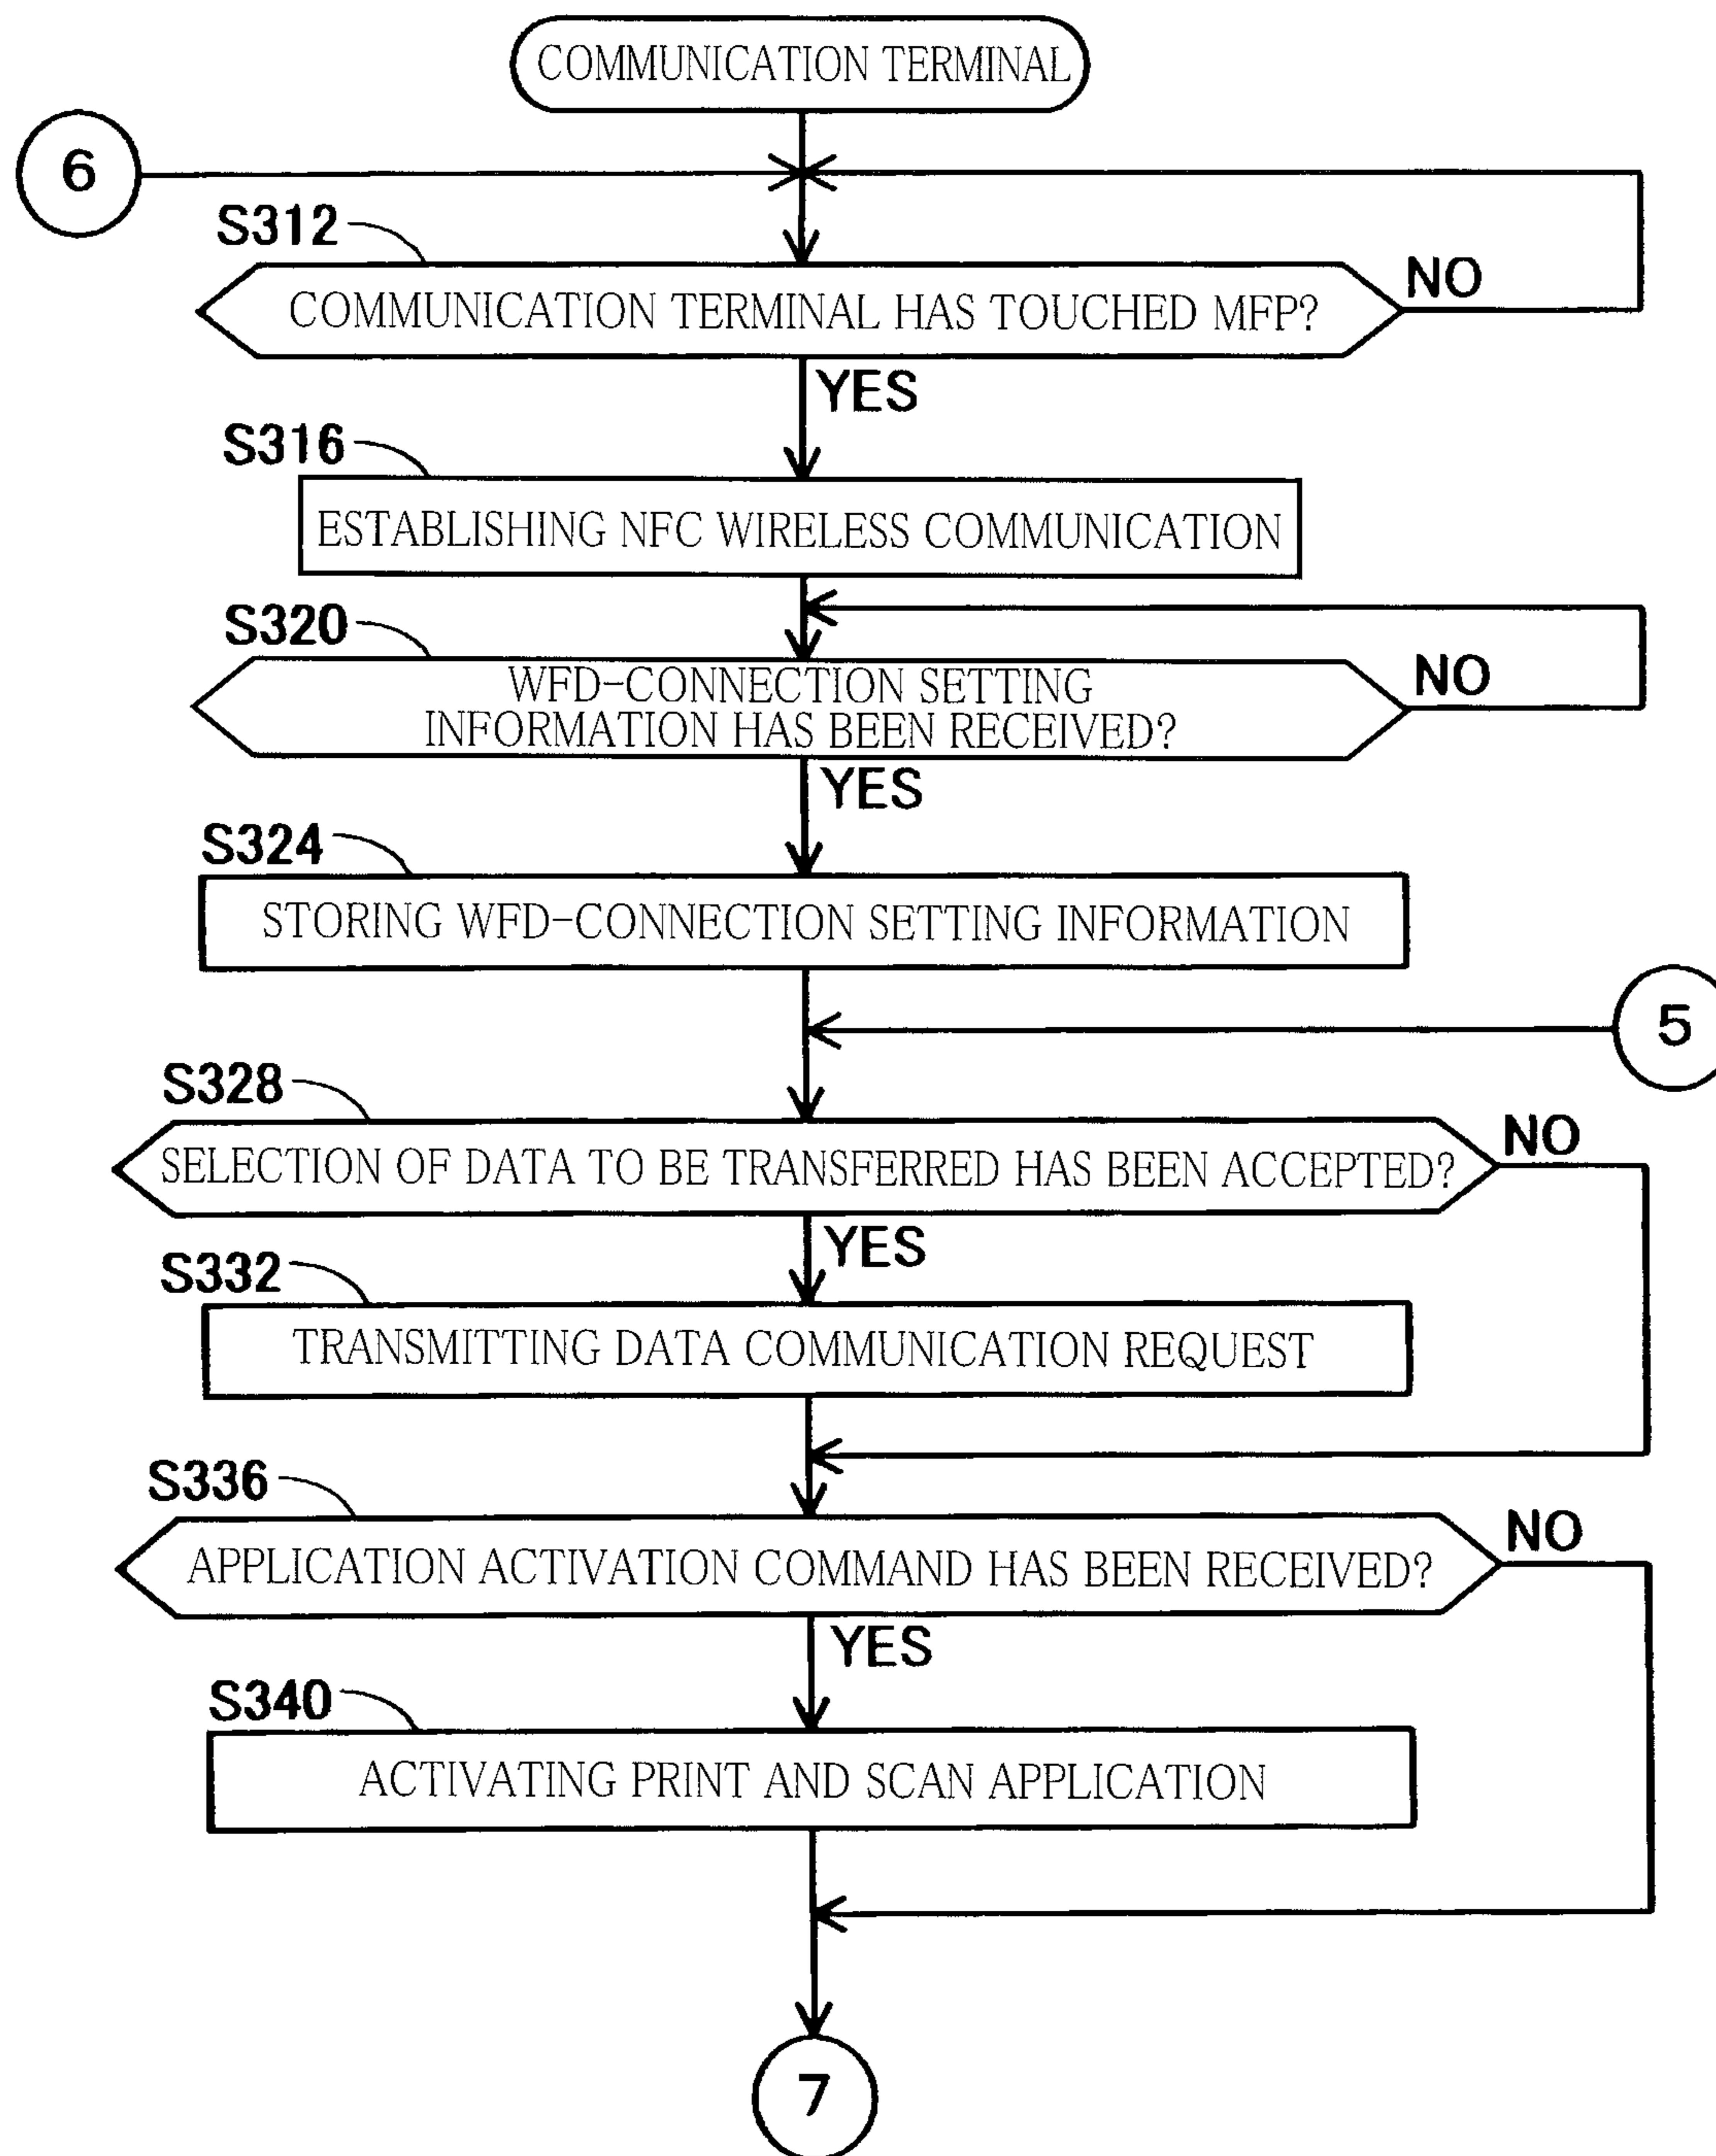 COMMUNICATION TERMINAL
6
S312
COMMUNICATION TERMINAL HAS TOUCHED MFP?
NO
YES
S316
ESTABLISHING NFC WIRELESS COMMUNICATION
S320
WFD-CONNECTION SETTING
INFORMATION HAS BEEN RECEIVED?
NO
YES
S324
STORING WFD-CONNECTION SETTING INFORMATION
5
S328
SELECTION OF DATA TO BE TRANSFERRED HAS BEEN ACCEPTED?
NO
YES
S332
TRANSMITTING DATA COMMUNICATION REQUEST
S336
APPLICATION ACTIVATION COMMAND HAS BEEN RECEIVED?
NO
YES
S340
ACTIVATING PRINT AND SCAN APPLICATION
7